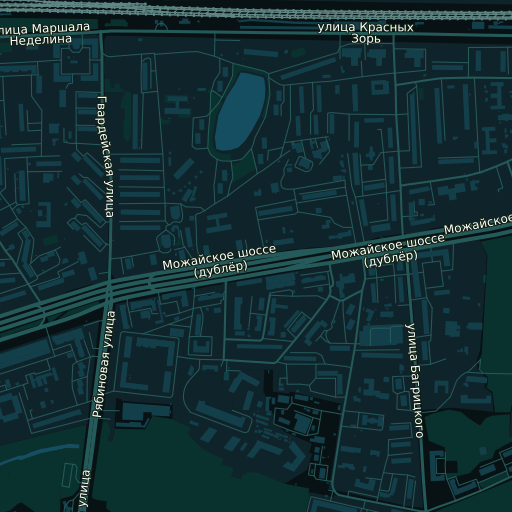 лица Маршала
Неделина
улица Красных
Зорь
Гвардейская улица
Можайское
Можайское шоссе
(дублёр)
Можайское шоссе
(дублёр)
Рябиновая улица
улица Багрицкого
улица